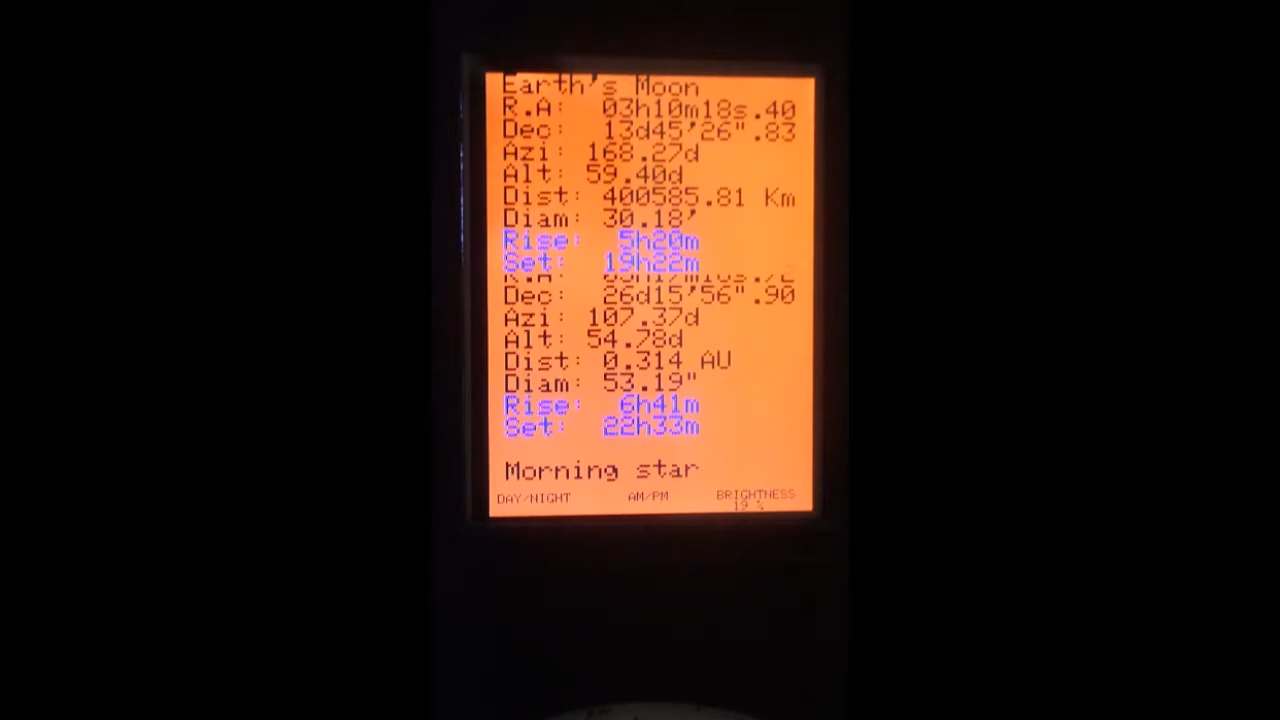 Earth's Moon
R.A: 03h10m18s.40
Dec: 13d45'26".83
Azi: 168.27d
Alt: 59.40d
Dist: 400585.81 Km
Diam: 30.18'
Rise: 5h20m
Set: 19h22m
R.A:
Dec: 26d15'56".90
Azi: 107.37d
Alt: 54.78d
Dist: 0.314 AU
Diam: 53.19"
Rise: 6h41m
Set: 22h33m
Morning star
DAY/NIGHT AM/PM BRIGHTNESS
19 %